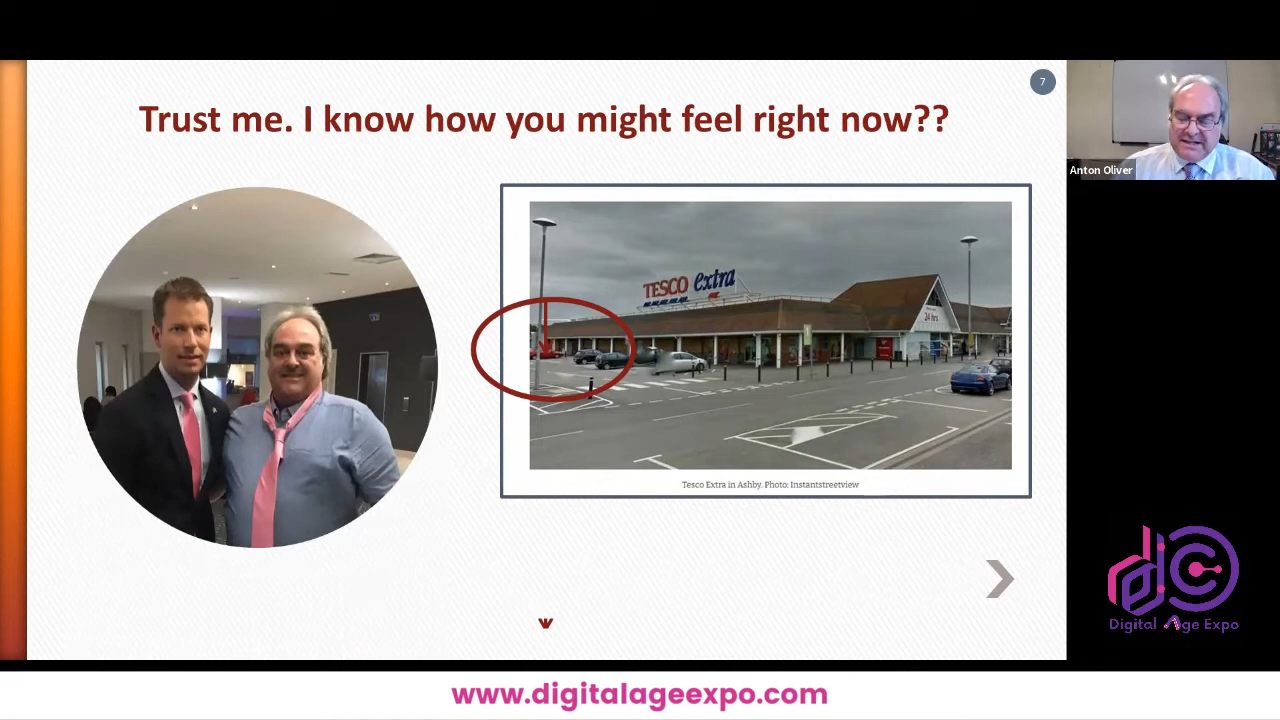 Trust me. I know how you might feel right now??
7
Anton Oliver
TESCO extra
24 hrs
Tesco Extra in Ashby. Photo: Instantstreetview
Digital Age Expo
www.digitalageexpo.com